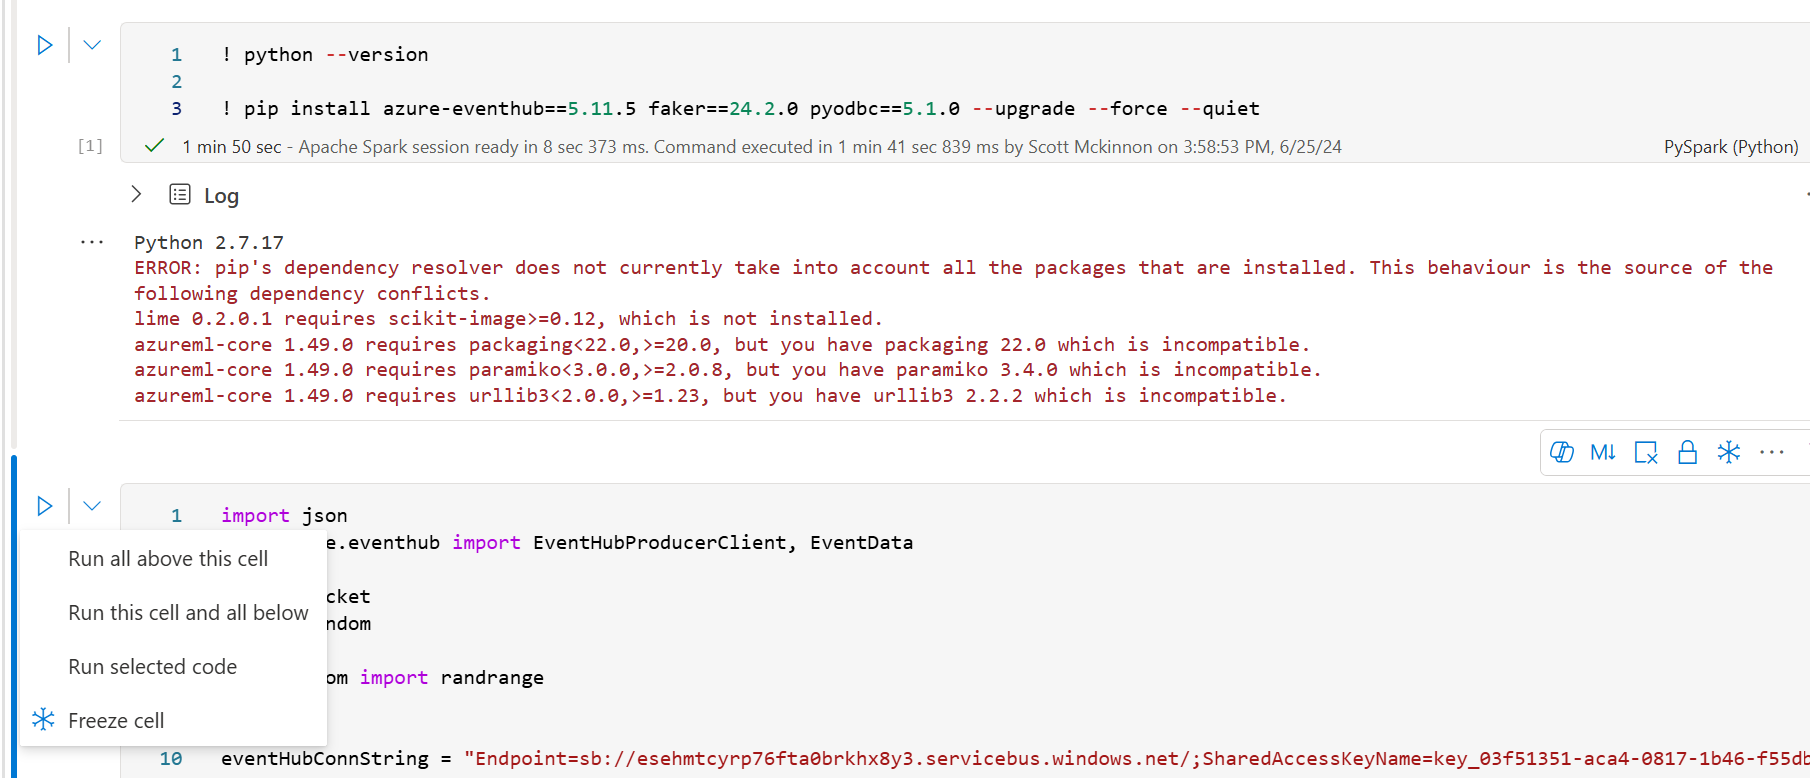 1 ! python --version
2
3 ! pip install azure-eventhub==5.11.5 faker==24.2.0 pyodbc==5.1.0 --upgrade --force --quiet
[1] 1 min 50 sec - Apache Spark session ready in 8 sec 373 ms. Command executed in 1 min 41 sec 839 ms by Scott Mckinnon on 3:58:53 PM, 6/25/24 PySpark (Python)
Log
Python 2.7.17
ERROR: pip's dependency resolver does not currently take into account all the packages that are installed. This behaviour is the source of the
following dependency conflicts.
lime 0.2.0.1 requires scikit-image>=0.12, which is not installed.
azureml-core 1.49.0 requires packaging<22.0,>=20.0, but you have packaging 22.0 which is incompatible.
azureml-core 1.49.0 requires paramiko<3.0.0,>=2.0.8, but you have paramiko 3.4.0 which is incompatible.
azureml-core 1.49.0 requires urllib3<2.0.0,>=1.23, but you have urllib3 2.2.2 which is incompatible.
M↓
1 import json
e.eventhub import EventHubProducerClient, EventData
Run all above this cell
cket
Run this cell and all below
ndom
Run selected code
om import randrange
Freeze cell
10 eventHubConnString = "Endpoint=sb://esehmtcyrp76fta0brkhx8y3.servicebus.windows.net/;SharedAccessKeyName=key_03f51351-aca4-0817-1b46-f55db